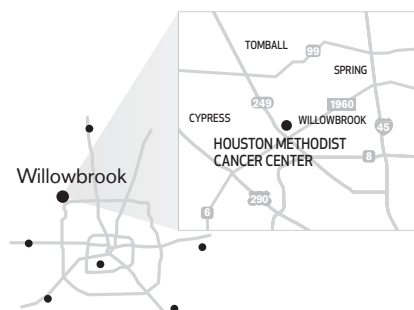 TOMBALL
99
SPRING
249
1960
CYPRESS
WILLOWBROOK
45
HOUSTON METHODIST
CANCER CENTER
8
Willowbrook
290
6